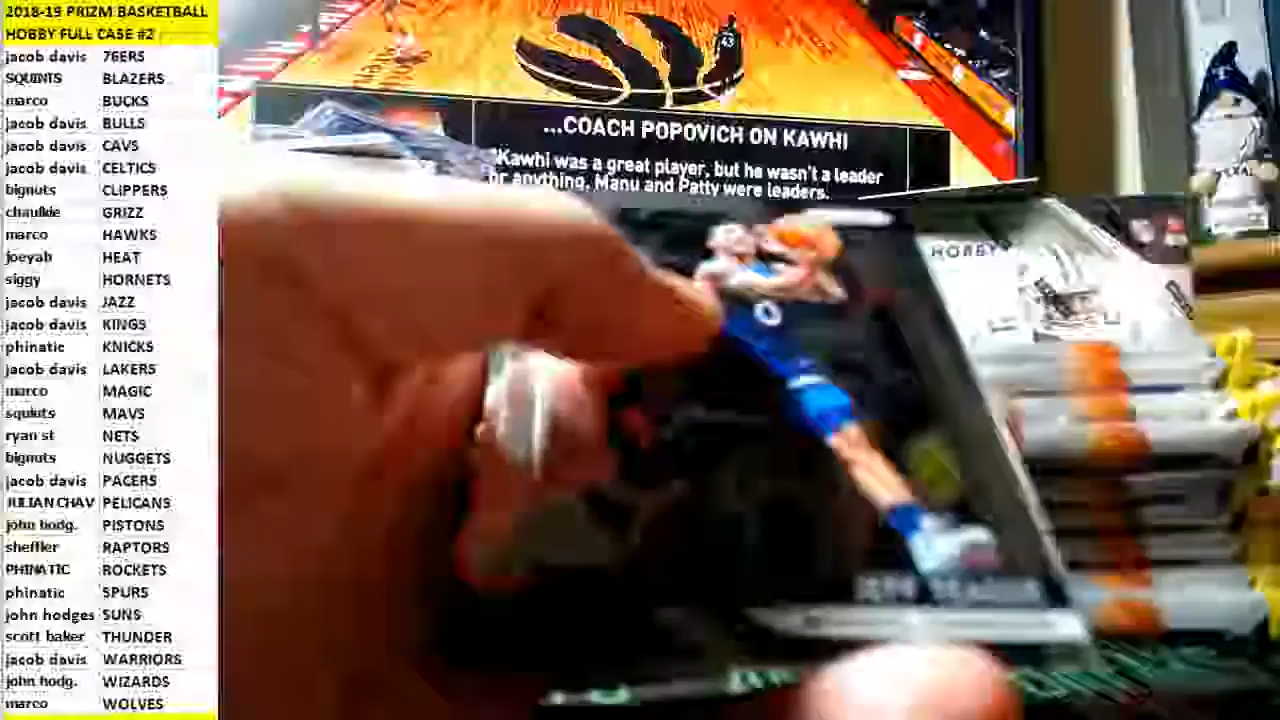 2018-19 PRIZM BASKETBALL
HOBBY FULL CASE #2
jacob davis 76ERS
SQUINTS BLAZERS
marco BUCKS
jacob davis BULLS
jacob davis CAVS
jacob davis CELTICS
bignuts CLIPPERS
chaulkie GRIZZ
marco HAWKS
joeyah HEAT
siggy HORNETS
jacob davis JAZZ
jacob davis KINGS
phinatic KNICKS
jacob davis LAKERS
marco MAGIC
squints MAVS
ryan st NETS
bignuts NUGGETS
jacob davis PACERS
JULIAN CHAV PELICANS
john hodg. PISTONS
sheffler RAPTORS
PHINATIC ROCKETS
phinatic SPURS
john hodges SUNS
scott baker THUNDER
jacob davis WARRIORS
john hodg. WIZARDS
marco WOLVES
43
...COACH POPOVICH ON KAWHI
"Kawhi was a great player, but he wasn't a leader
or anything. Manu and Patty were leaders.
HOBBY
0
JEFF TEAGUE